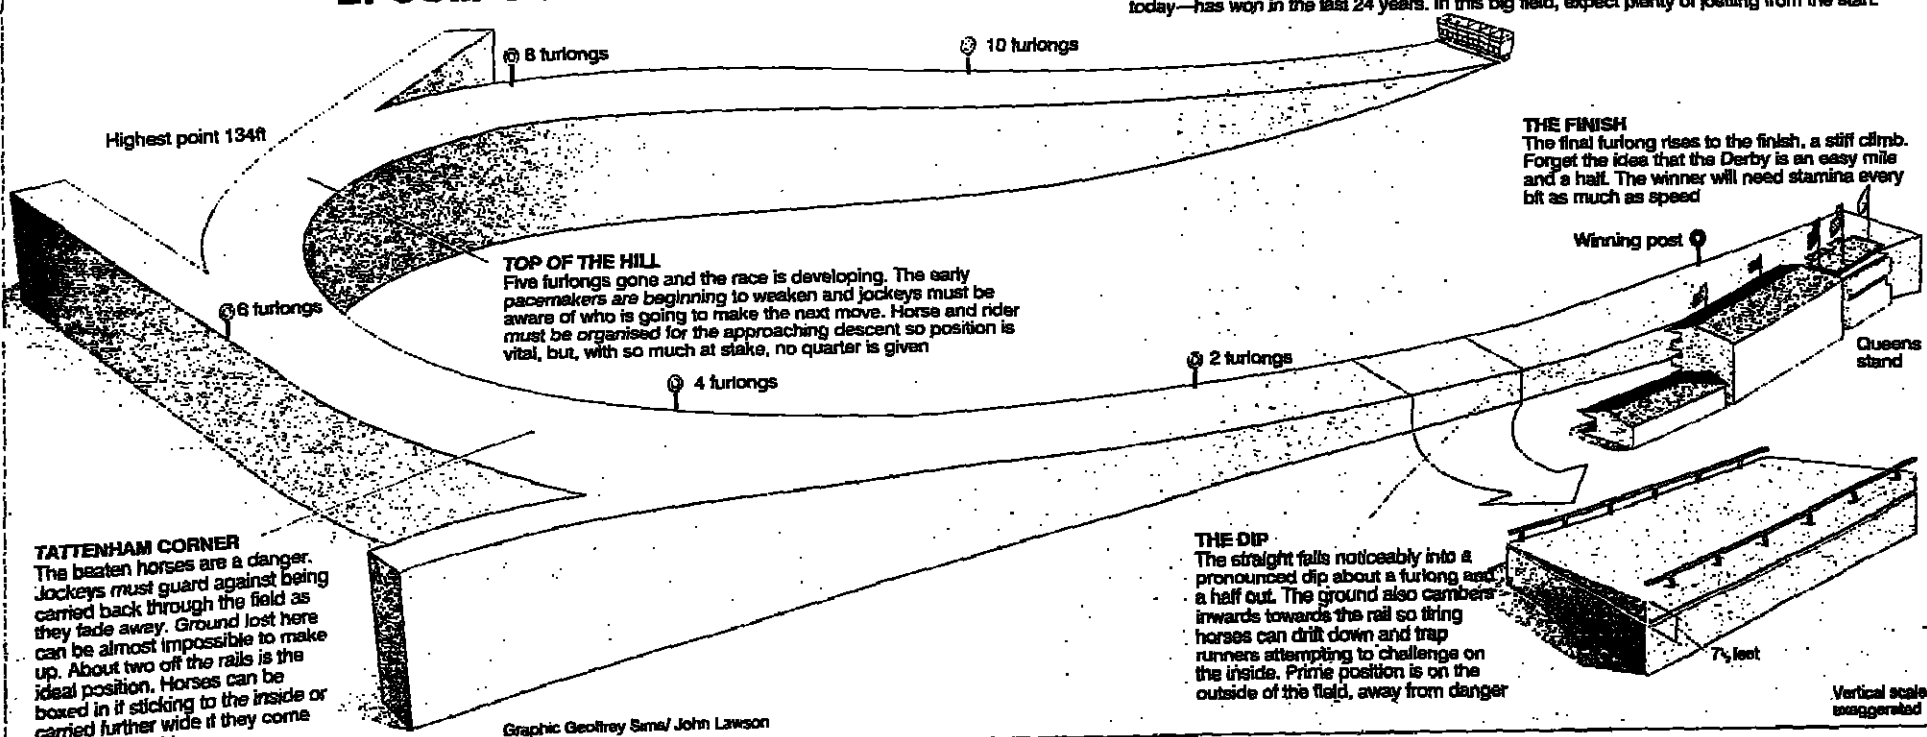 today—has won in the last 24 years. In this big field, expect plenty of jostling from the start.
8 furlongs
10 furlongs
Highest point 134ft
THE FINISH
The final furlong rises to the finish, a stiff climb.
Forget the idea that the Derby is an easy mile
and a half. The winner will need stamina every
bit as much as speed
Winning post
TOP OF THE HILL
Five furlongs gone and the race is developing. The early
pacemakers are beginning to weaken and jockeys must be
aware of who is going to make the next move. Horse and rider
must be organised for the approaching descent so position is
vital, but, with so much at stake, no quarter is given
6 furlongs
4 furlongs
2 furlongs
Queens
stand
TATTENHAM CORNER
The beaten horses are a danger.
Jockeys must guard against being
carried back through the field as
they fade away. Ground lost here
can be almost impossible to make
up. About two off the rails is the
ideal position. Horses can be
boxed in if sticking to the inside or
carried further wide if they come
THE DIP
The straight falls noticeably into a
pronounced dip about a furlong and
a half out. The ground also cambers
inwards towards the rail so tiring
horses can drift down and trap
runners attempting to challenge on
the inside. Prime position is on the
outside of the field, away from danger
feet
Vertical scale
exaggerated
Graphic Geoffrey Sims/ John Lawson